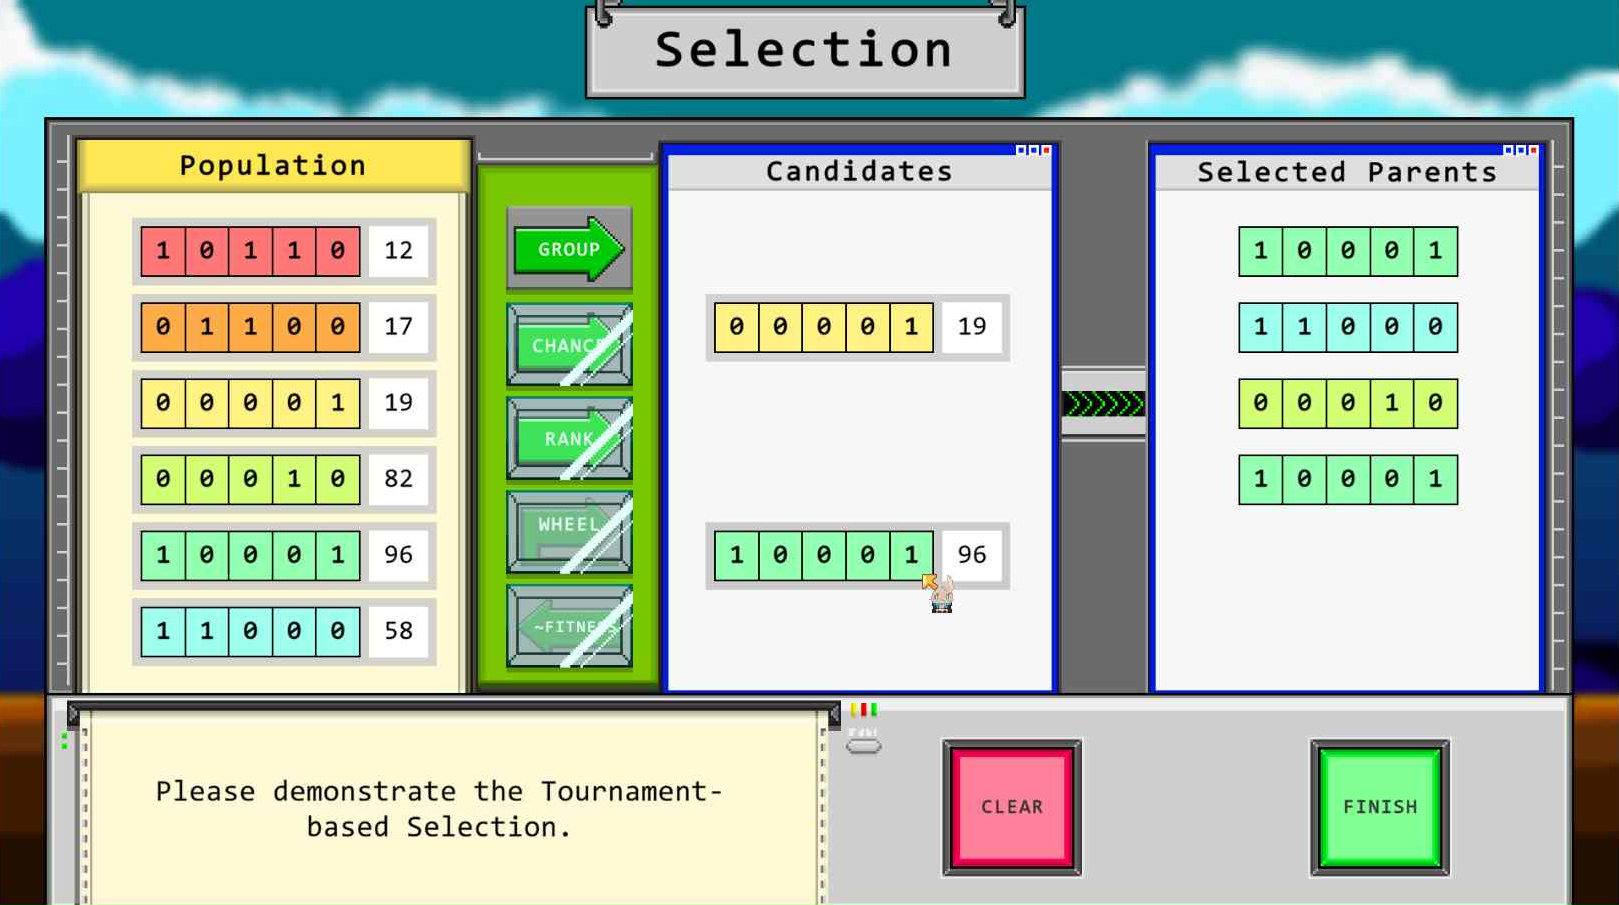 Selection
Population
1 0 1 1 0 12
0 1 1 0 0 17
0 0 0 0 1 19
0 0 0 1 0 82
1 0 0 0 1 96
1 1 0 0 0 58
GROUP
CHANCE
RANK
WHEEL
~FITNESS
Candidates
0 0 0 0 1 19
1 0 0 0 1 96
Selected Parents
1 0 0 0 1
1 1 0 0 0
0 0 0 1 0
1 0 0 0 1
Please demonstrate the Tournament-
based Selection.
CLEAR
FINISH